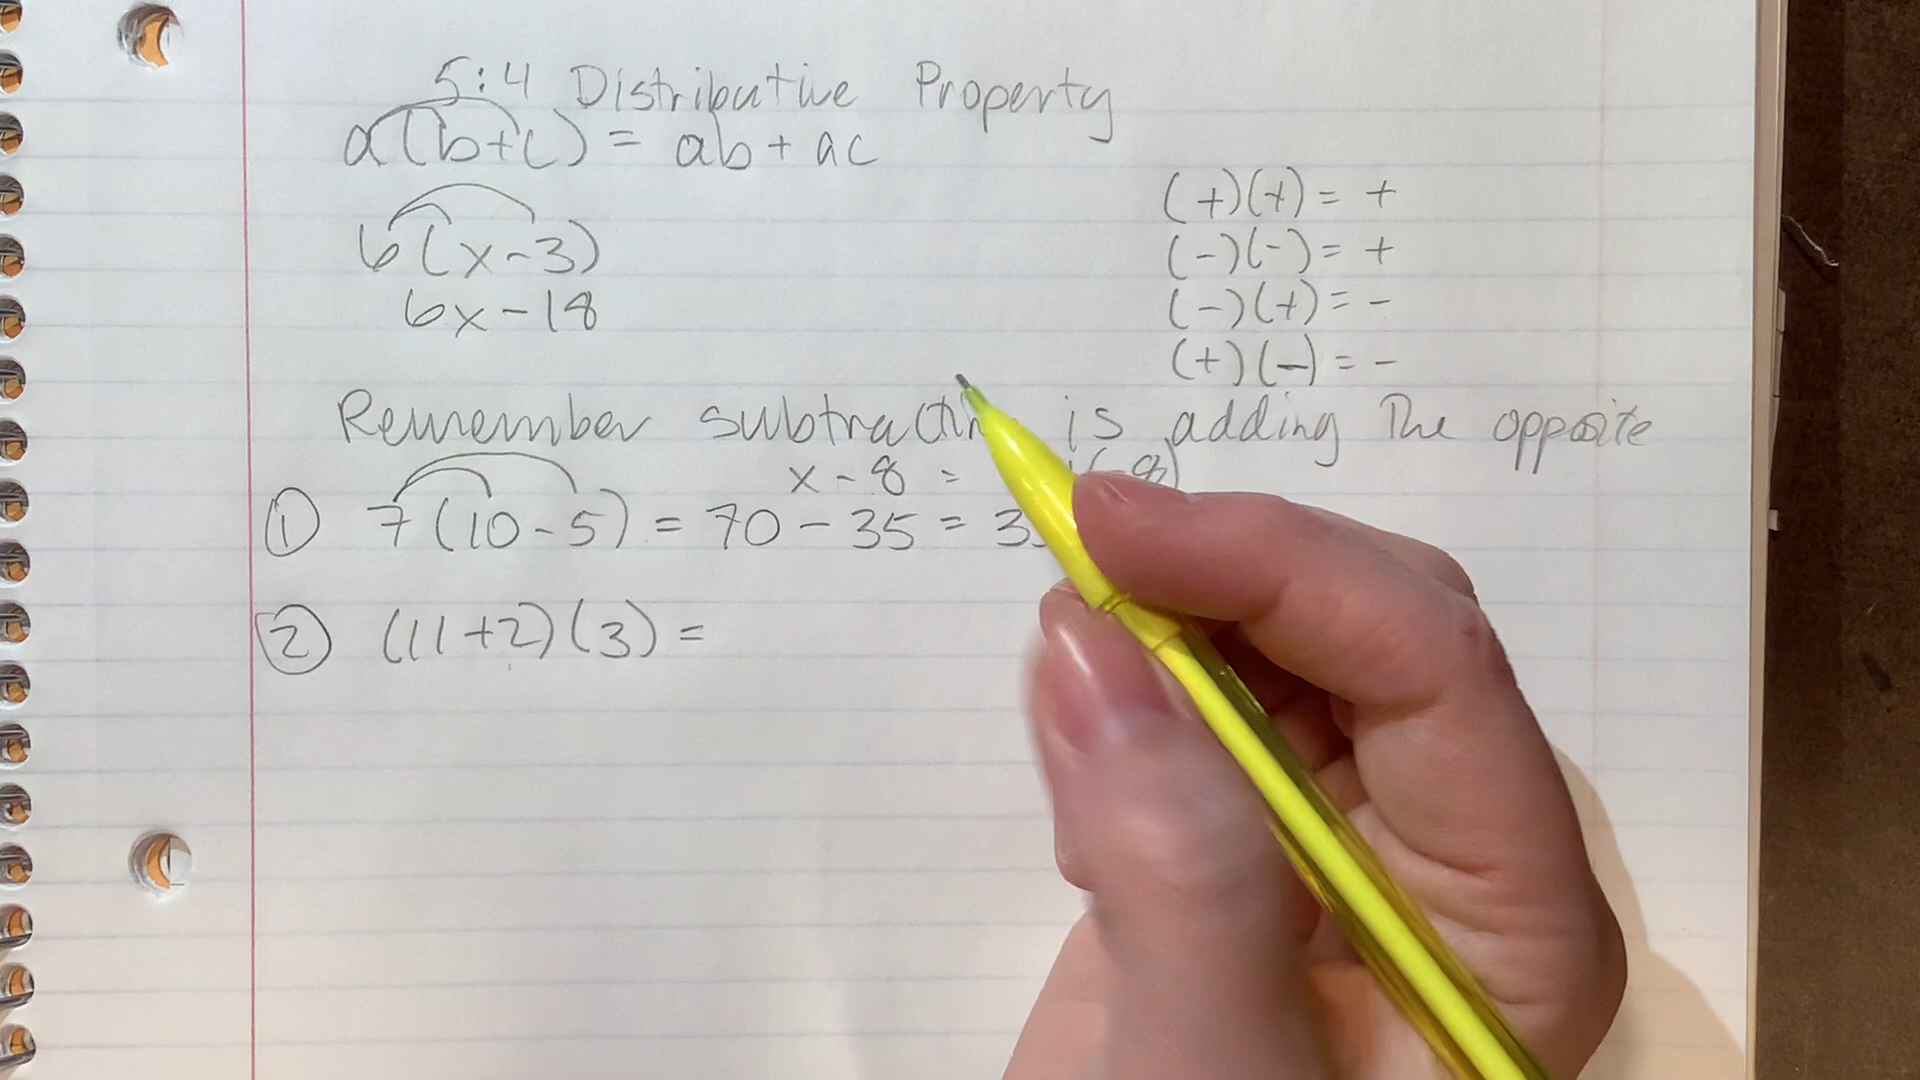 5:4 Distributive Property
a(b+c) = ab + ac
6(x-3)
6x-18
(+)(+) = +
(-)(-) = +
(-)(+) = -
(+)(-) = -
Remember is adding The opposite
x - 8 = (-8)
① 7(10-5) = 70 - 35 =
② (11+2)(3) =